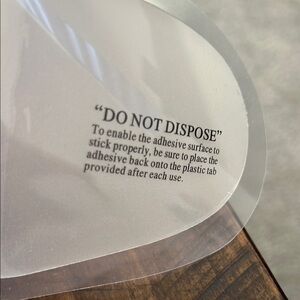 “DO NOT DISPOSE”
To enable the adhesive surface to
stick properly, be sure to place the
adhesive back onto the plastic tab
provided after each use.